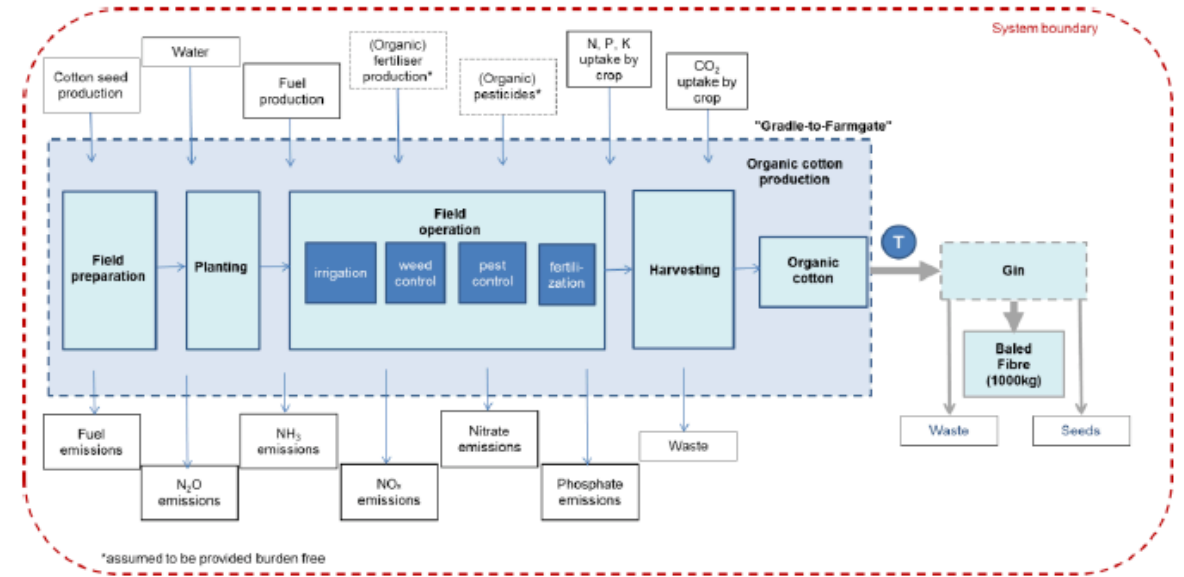 System boundary
Cotton seed
production
Water
Fuel
production
(Organic)
fertiliser
production*
(Organic)
pesticides*
N, P, K
uptake by
crop
CO₂
uptake by
crop
"Gradle-to-Farmgate"
Organic cotton
production
Field
preparation
Planting
Field
operation
irrigation
weed
control
pest
control
fertili-
zation
Harvesting
Organic
cotton
T
Gin
Baled
Fibre
(1000kg)
Waste
Seeds
Fuel
emissions
N₂O
emissions
NH₃
emissions
NOₓ
emissions
Nitrate
emissions
Phosphate
emissions
Waste
*assumed to be provided burden free